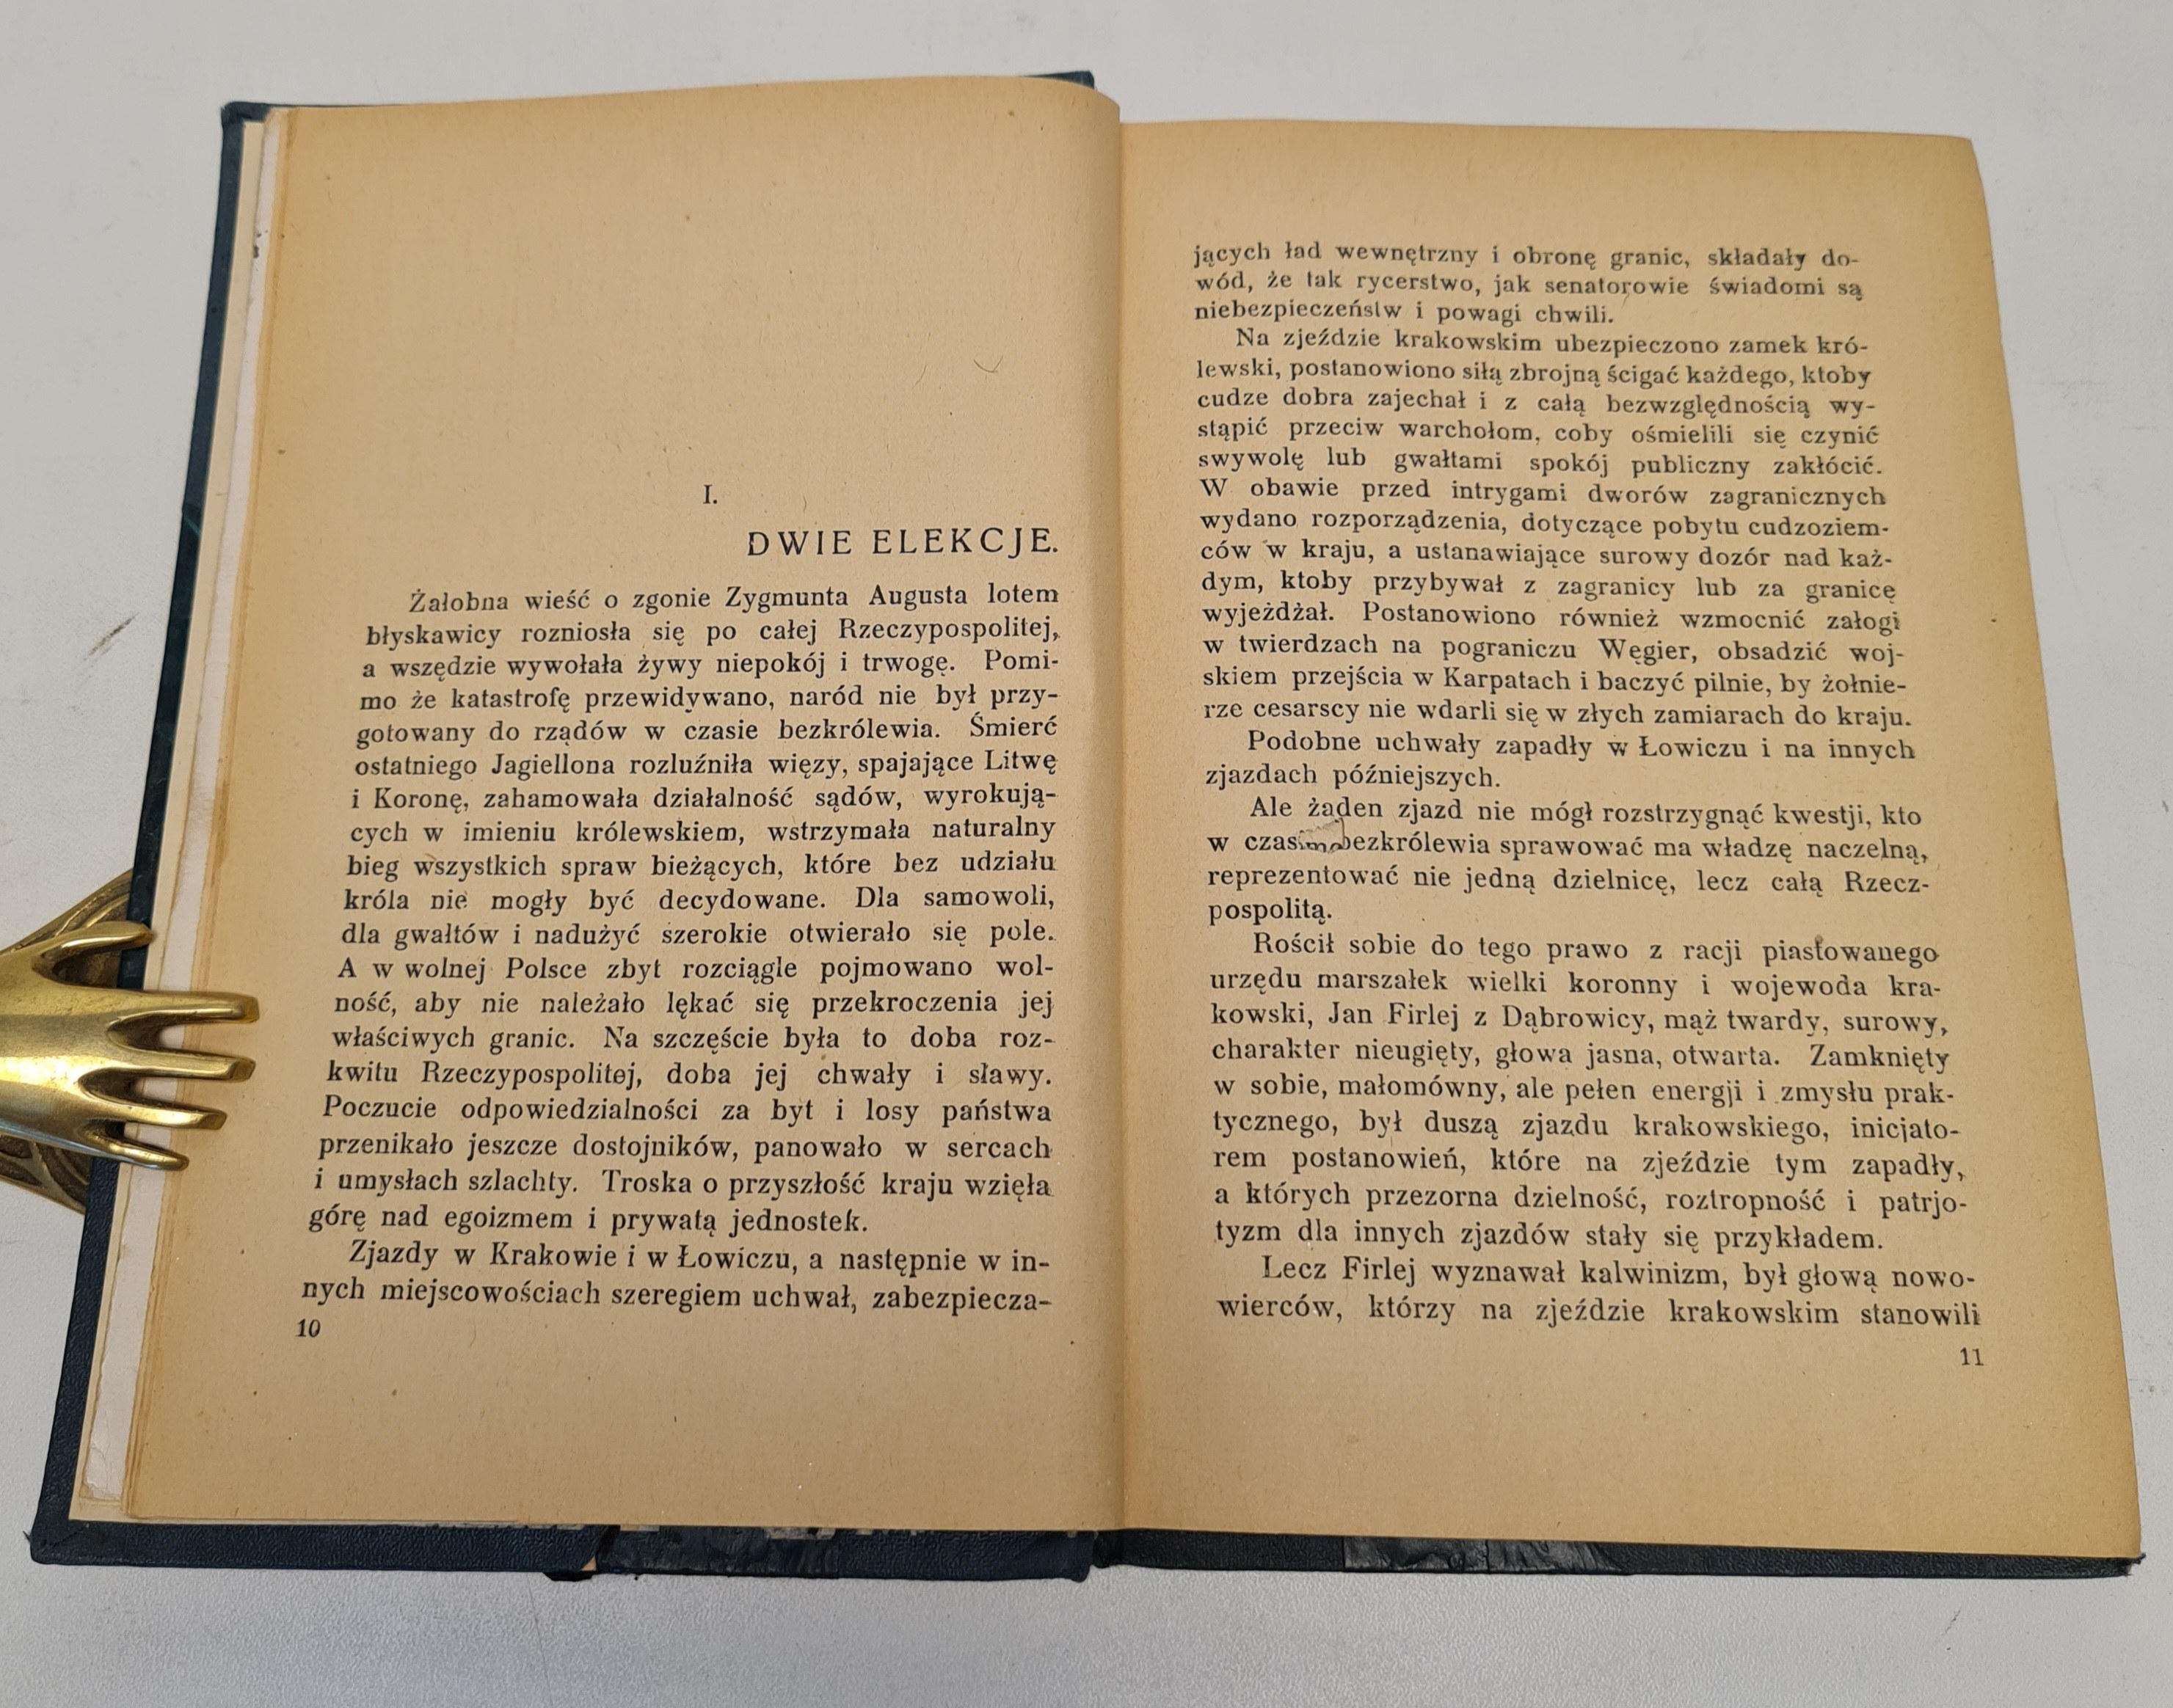 I.
DWIE ELEKCJE.
Żałobna wieść o zgonie Zygmunta Augusta lotem
błyskawicy rozniosła się po całej Rzeczypospolitej,
a wszędzie wywołała żywy niepokój i trwogę. Pomi-
mo że katastrofę przewidywano, naród nie był przy-
gotowany do rządów w czasie bezkrólewia. Śmierć
ostatniego Jagiellona rozluźniła więzy, spajające Litwę
i Koronę, zahamowała działalność sądów, wyrokują-
cych w imieniu królewskiem, wstrzymała naturalny
bieg wszystkich spraw bieżących, które bez udziału
króla nie mogły być decydowane. Dla samowoli,
dla gwałtów i nadużyć szerokie otwierało się pole.
A w wolnej Polsce zbyt rozciągle pojmowano wol-
ność, aby nie należało lękać się przekroczenia jej
właściwych granic. Na szczęście była to doba roz-
kwitu Rzeczypospolitej, doba jej chwały i sławy.
Poczucie odpowiedzialności za byt i losy państwa
przenikało jeszcze dostojników, panowało w sercach
i umysłach szlachty. Troska o przyszłość kraju wzięła
górę nad egoizmem i prywatą jednostek.
Zjazdy w Krakowie i w Łowiczu, a następnie w in-
nych miejscowościach szeregiem uchwał, zabezpiecza-
10
jących ład wewnętrzny i obronę granic, składały do-
wód, że tak rycerstwo, jak senatorowie świadomi są
niebezpieczeństw i powagi chwili.
Na zjeździe krakowskim ubezpieczono zamek kró-
lewski, postanowiono siłą zbrojną ścigać każdego, ktoby
cudze dobra zajechał i z całą bezwzględnością wy-
stąpić przeciw warchołom, coby ośmielili się czynić
swywolę lub gwałtami spokój publiczny zakłócić.
W obawie przed intrygami dworów zagranicznych
wydano rozporządzenia, dotyczące pobytu cudzoziem-
ców w kraju, a ustanawiające surowy dozór nad każ-
dym, ktoby przybywał z zagranicy lub za granicę
wyjeżdżał. Postanowiono również wzmocnić załogi
w twierdzach na pograniczu Węgier, obsadzić woj-
skiem przejścia w Karpatach i baczyć pilnie, by żołnie-
rze cesarscy nie wdarli się w złych zamiarach do kraju.
Podobne uchwały zapadły w Łowiczu i na innych
zjazdach późniejszych.
Ale żaden zjazd nie mógł rozstrzygnąć kwestji, kto
w bezkrólewia sprawować ma władzę naczelną,
reprezentować nie jedną dzielnicę, lecz całą Rzecz-
pospolitą.
Rościł sobie do tego prawo z racji piastowanego
urzędu marszałek wielki koronny i wojewoda kra-
kowski, Jan Firlej z Dąbrowicy, mąż twardy, surowy,
charakter nieugięty, głowa jasna, otwarta. Zamknięty
w sobie, małomówny, ale pełen energji i zmysłu prak-
tycznego, był duszą zjazdu krakowskiego, inicjato-
rem postanowień, które na zjeździe tym zapadły,
a których przezorna dzielność, roztropność i patrjo-
tyzm dla innych zjazdów stały się przykładem.
Lecz Firlej wyznawał kalwinizm, był głową nowo-
wierców, którzy na zjeździe krakowskim stanowili
11